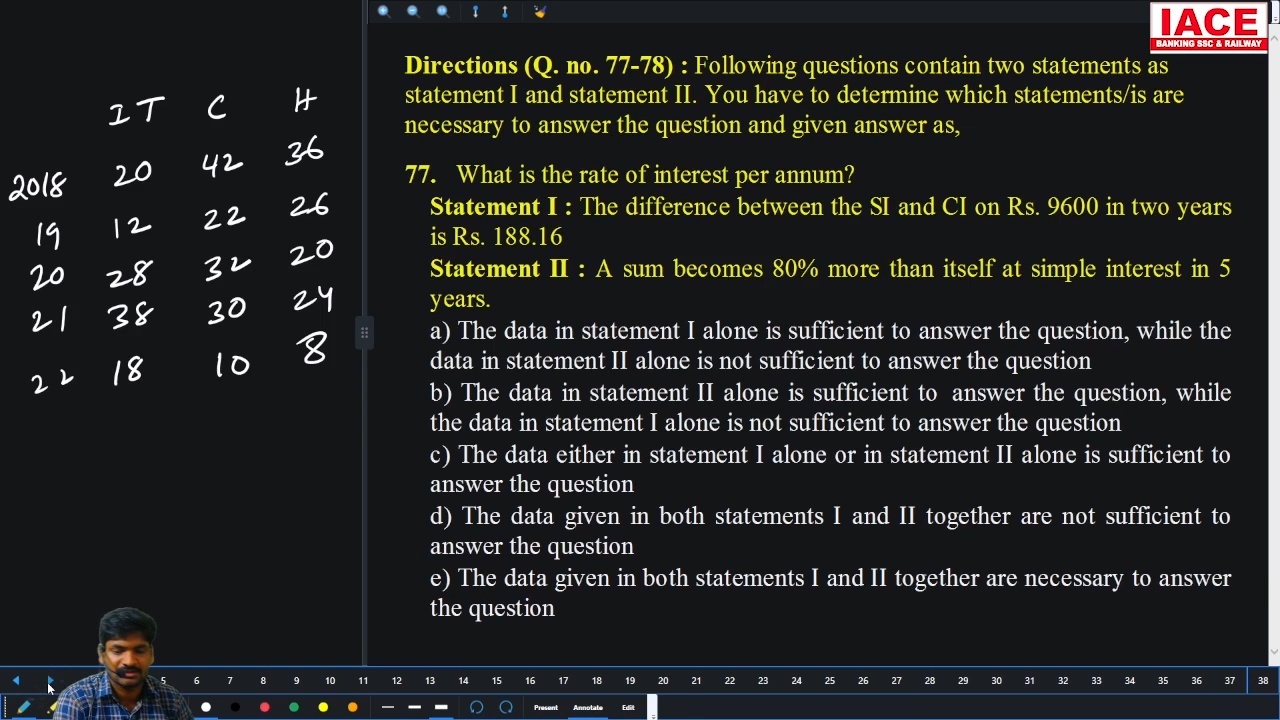 IACE
BANKING SSC & RAILWAY
IT C H
2018 20 42 36
19 12 22 26
20 28 32 20
21 38 30 24
22 18 10 8
Directions (Q. no. 77-78) : Following questions contain two statements as
statement I and statement II. You have to determine which statements/is are
necessary to answer the question and given answer as,
77. What is the rate of interest per annum?
Statement I : The difference between the SI and CI on Rs. 9600 in two years
is Rs. 188.16
Statement II : A sum becomes 80% more than itself at simple interest in 5
years.
a) The data in statement I alone is sufficient to answer the question, while the
data in statement II alone is not sufficient to answer the question
b) The data in statement II alone is sufficient to answer the question, while
the data in statement I alone is not sufficient to answer the question
c) The data either in statement I alone or in statement II alone is sufficient to
answer the question
d) The data given in both statements I and II together are not sufficient to
answer the question
e) The data given in both statements I and II together are necessary to answer
the question
5 6 7 8 9 10 11 12 13 14 15 16 17 18 19 20 21 22 23 24 25 26 27 28 29 30 31 32 33 34 35 36 37 38
Present Annotate Edit